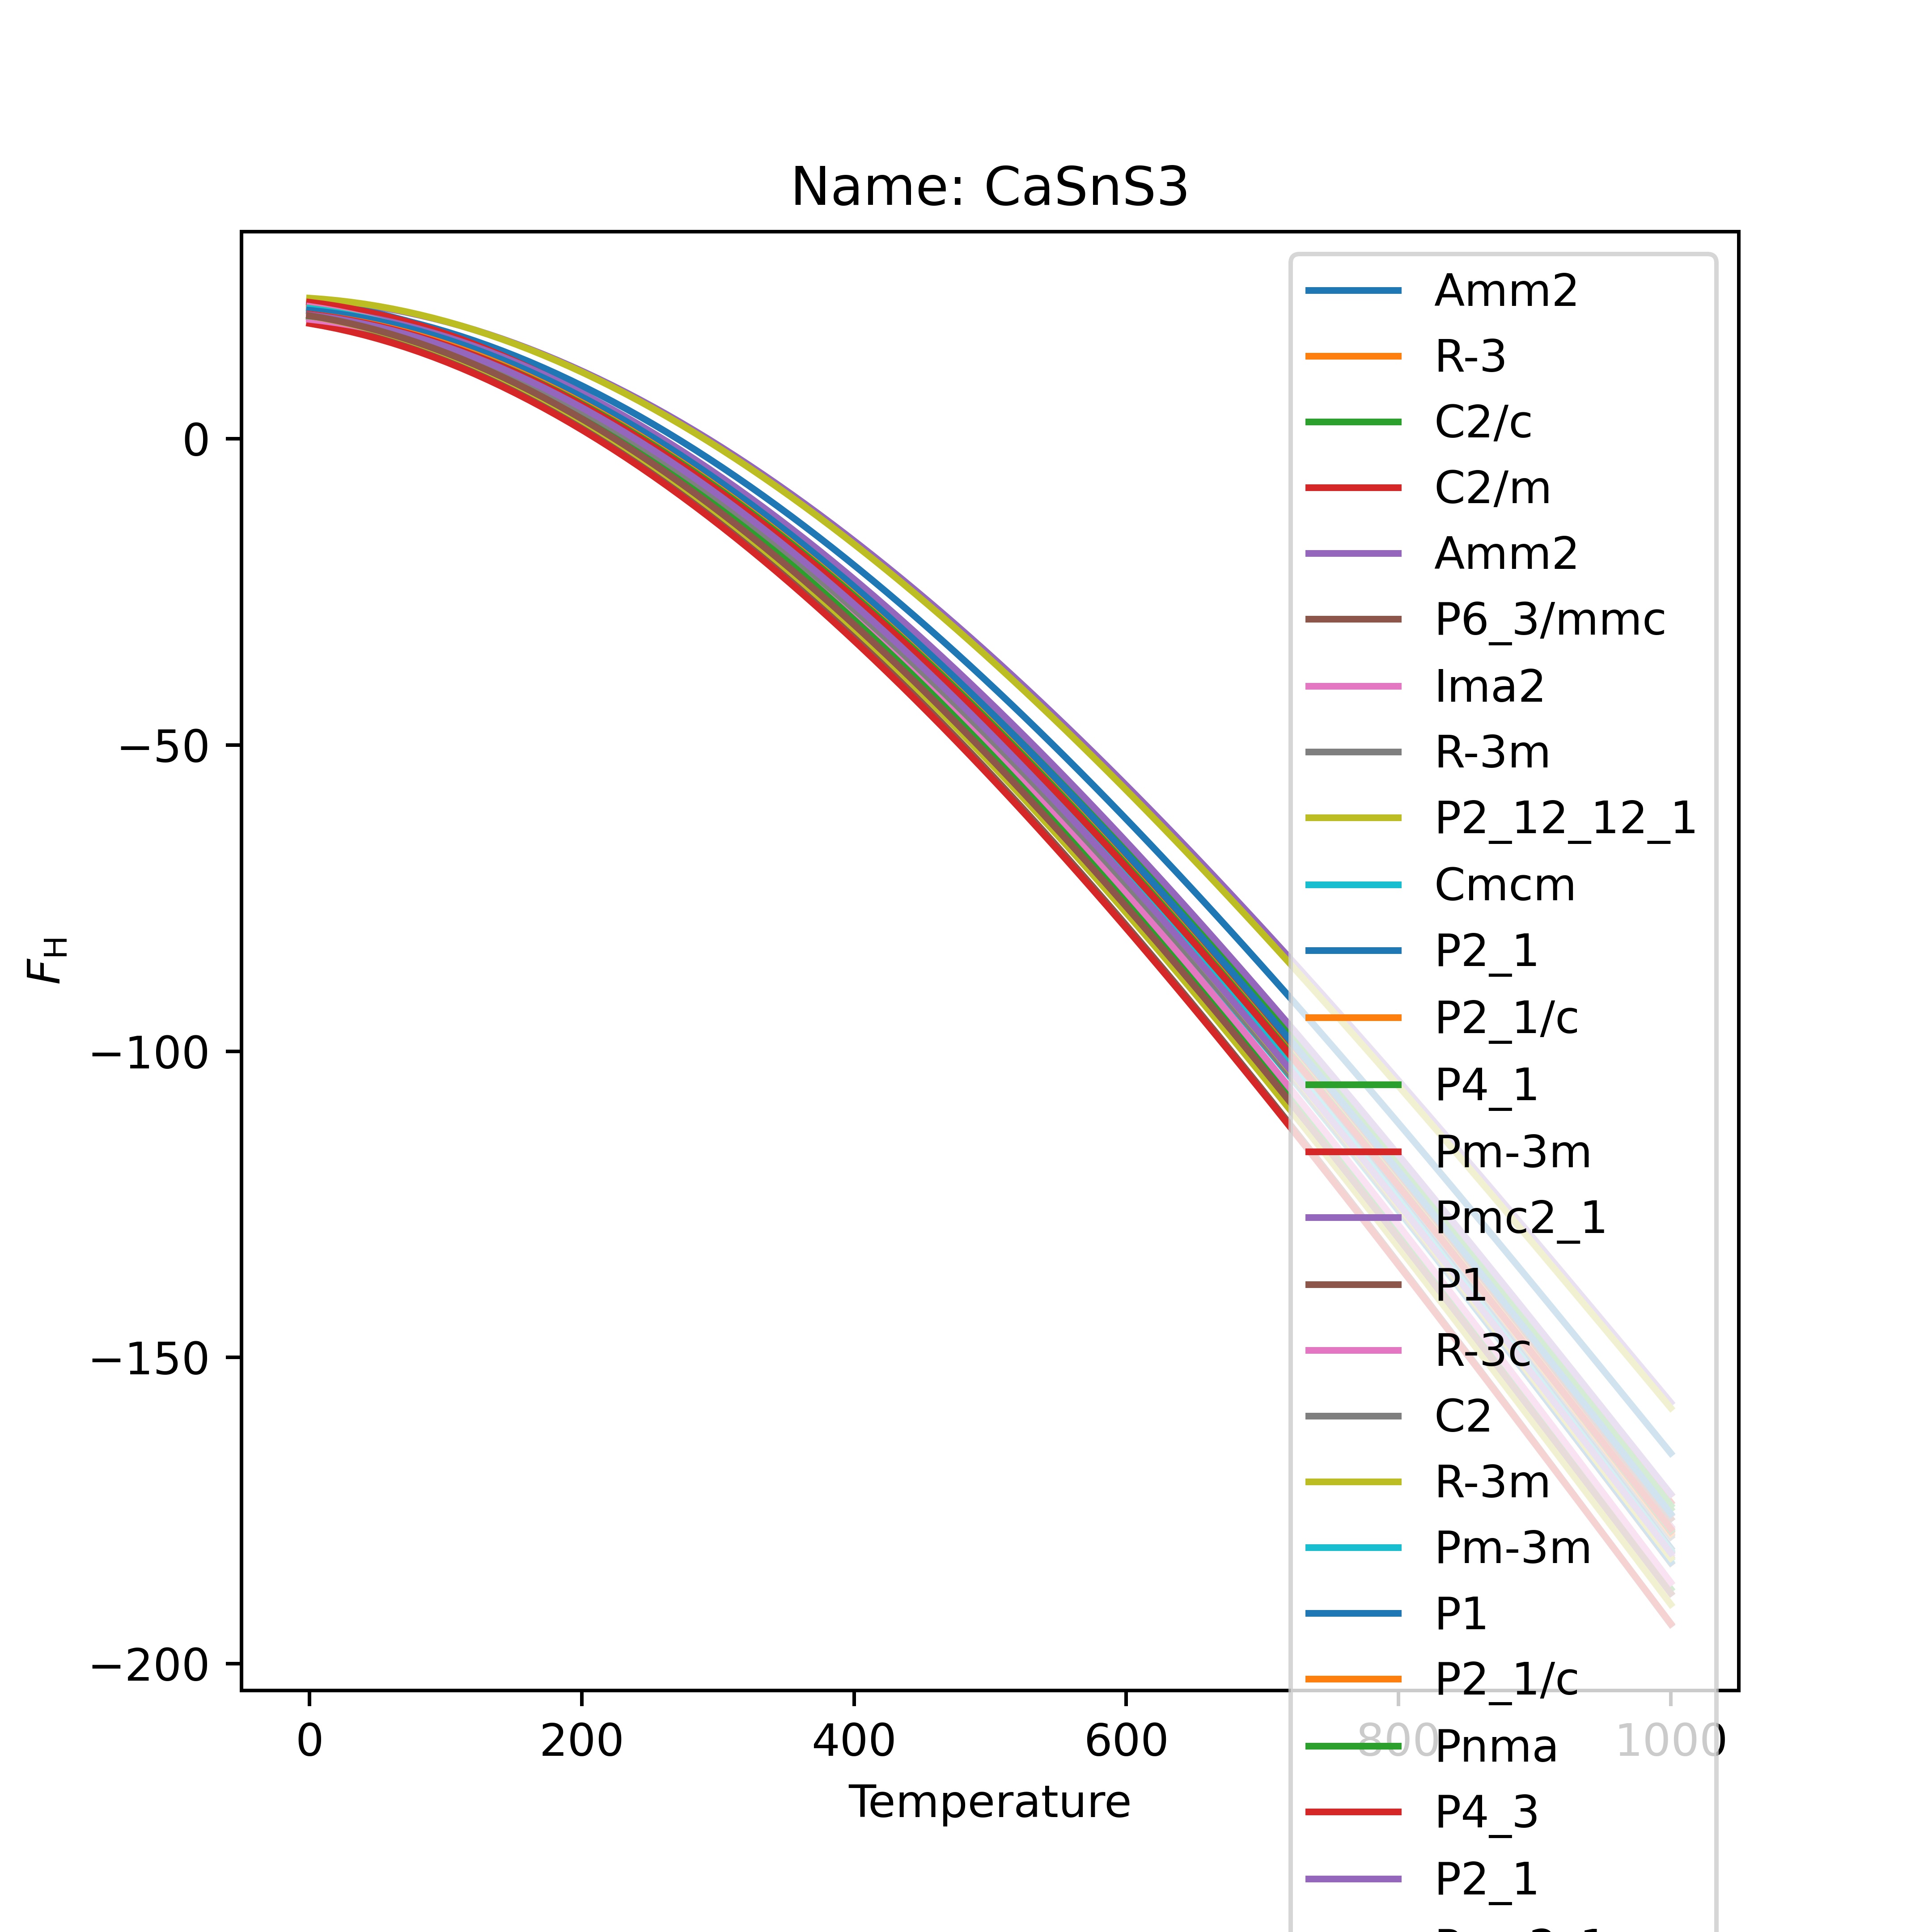 Name: CaSnS3
Amm2
R-3
C2/c
C2/m
Amm2
P6_3/mmc
Ima2
R-3m
P2_12_12_1
Cmcm
P2_1
P2_1/c
P4_1
Pm-3m
Pmc2_1
P1
R-3c
C2
R-3m
Pm-3m
P1
P2_1/c
Pnma
P4_3
P2_1
0
−50
−100
−150
−200
FH
0 200 400 600 800 1000
Temperature